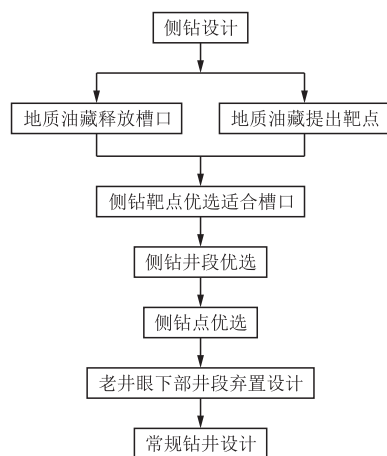 侧钻设计
地质油藏释放槽口
地质油藏提出靶点
侧钻靶点优选适合槽口
侧钻井段优选
侧钻点优选
老井眼下部井段弃置设计
常规钻井设计